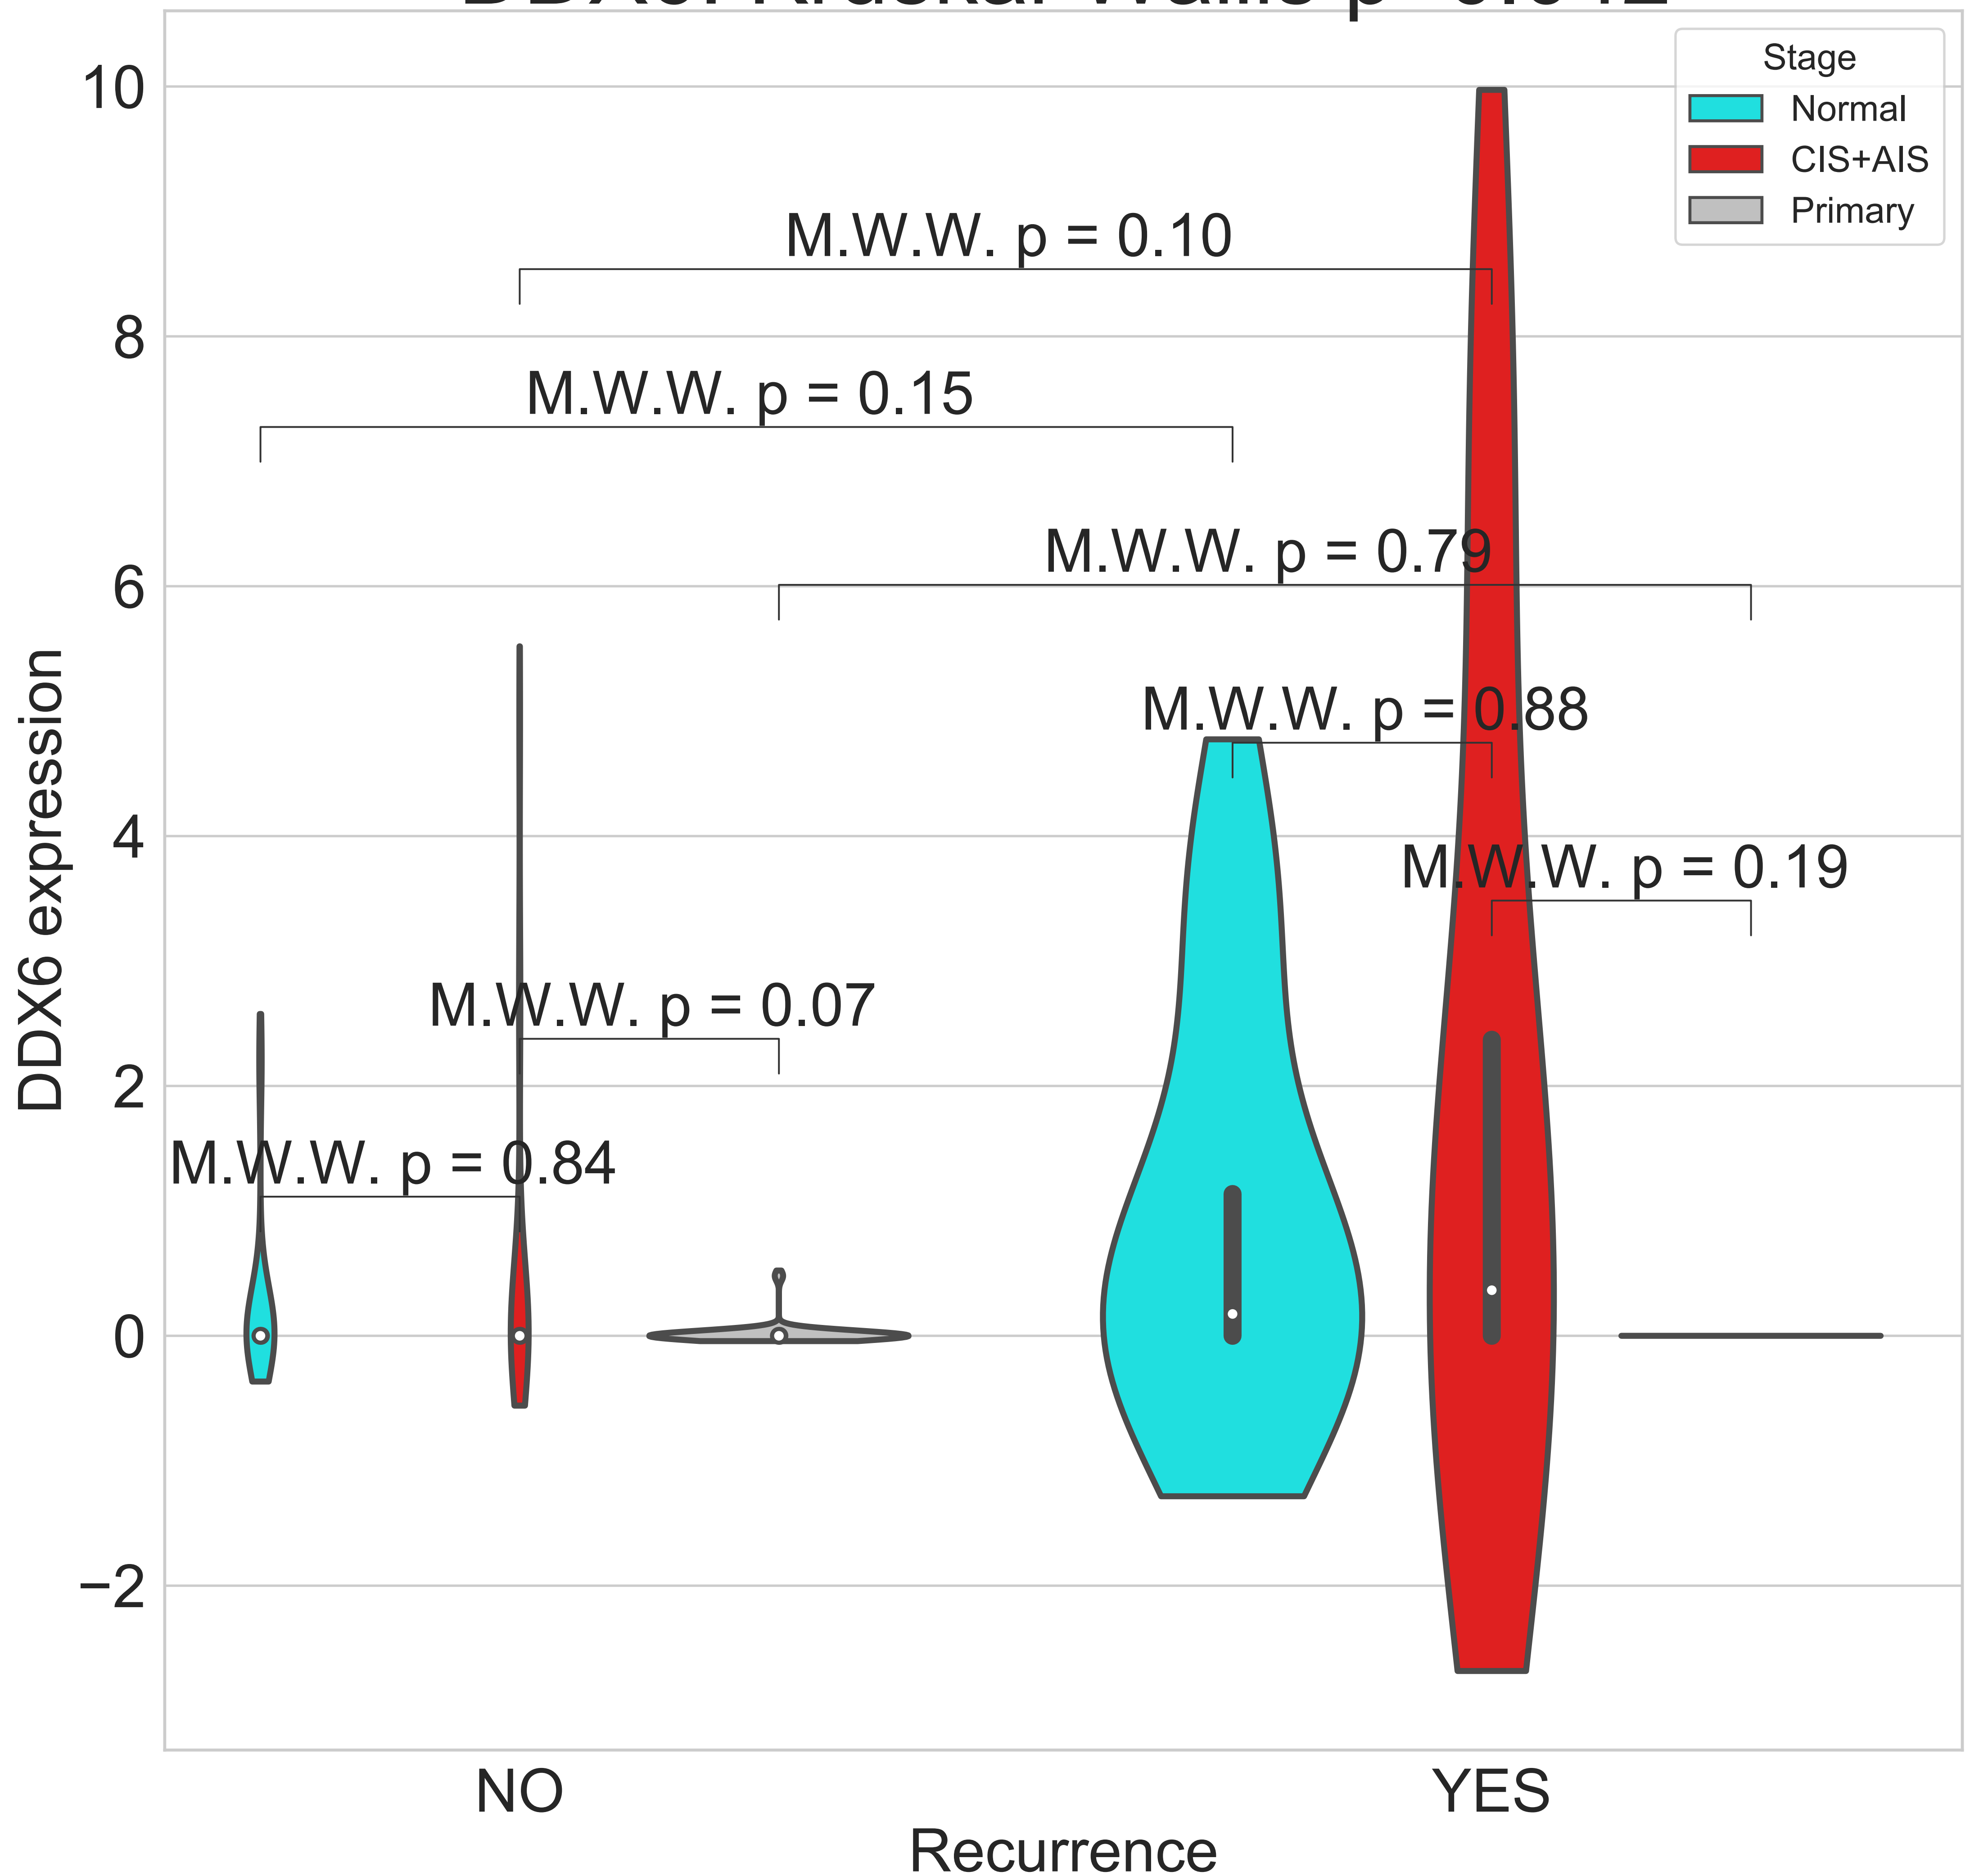 Stage
Normal
CIS+AIS
Primary
10
8
6
4
2
0
−2
DDX6 expression
M.W.W. p = 0.10
M.W.W. p = 0.15
M.W.W. p = 0.79
M.W.W. p = 0.88
M.W.W. p = 0.19
M.W.W. p = 0.07
M.W.W. p = 0.84
NO
YES
Recurrence